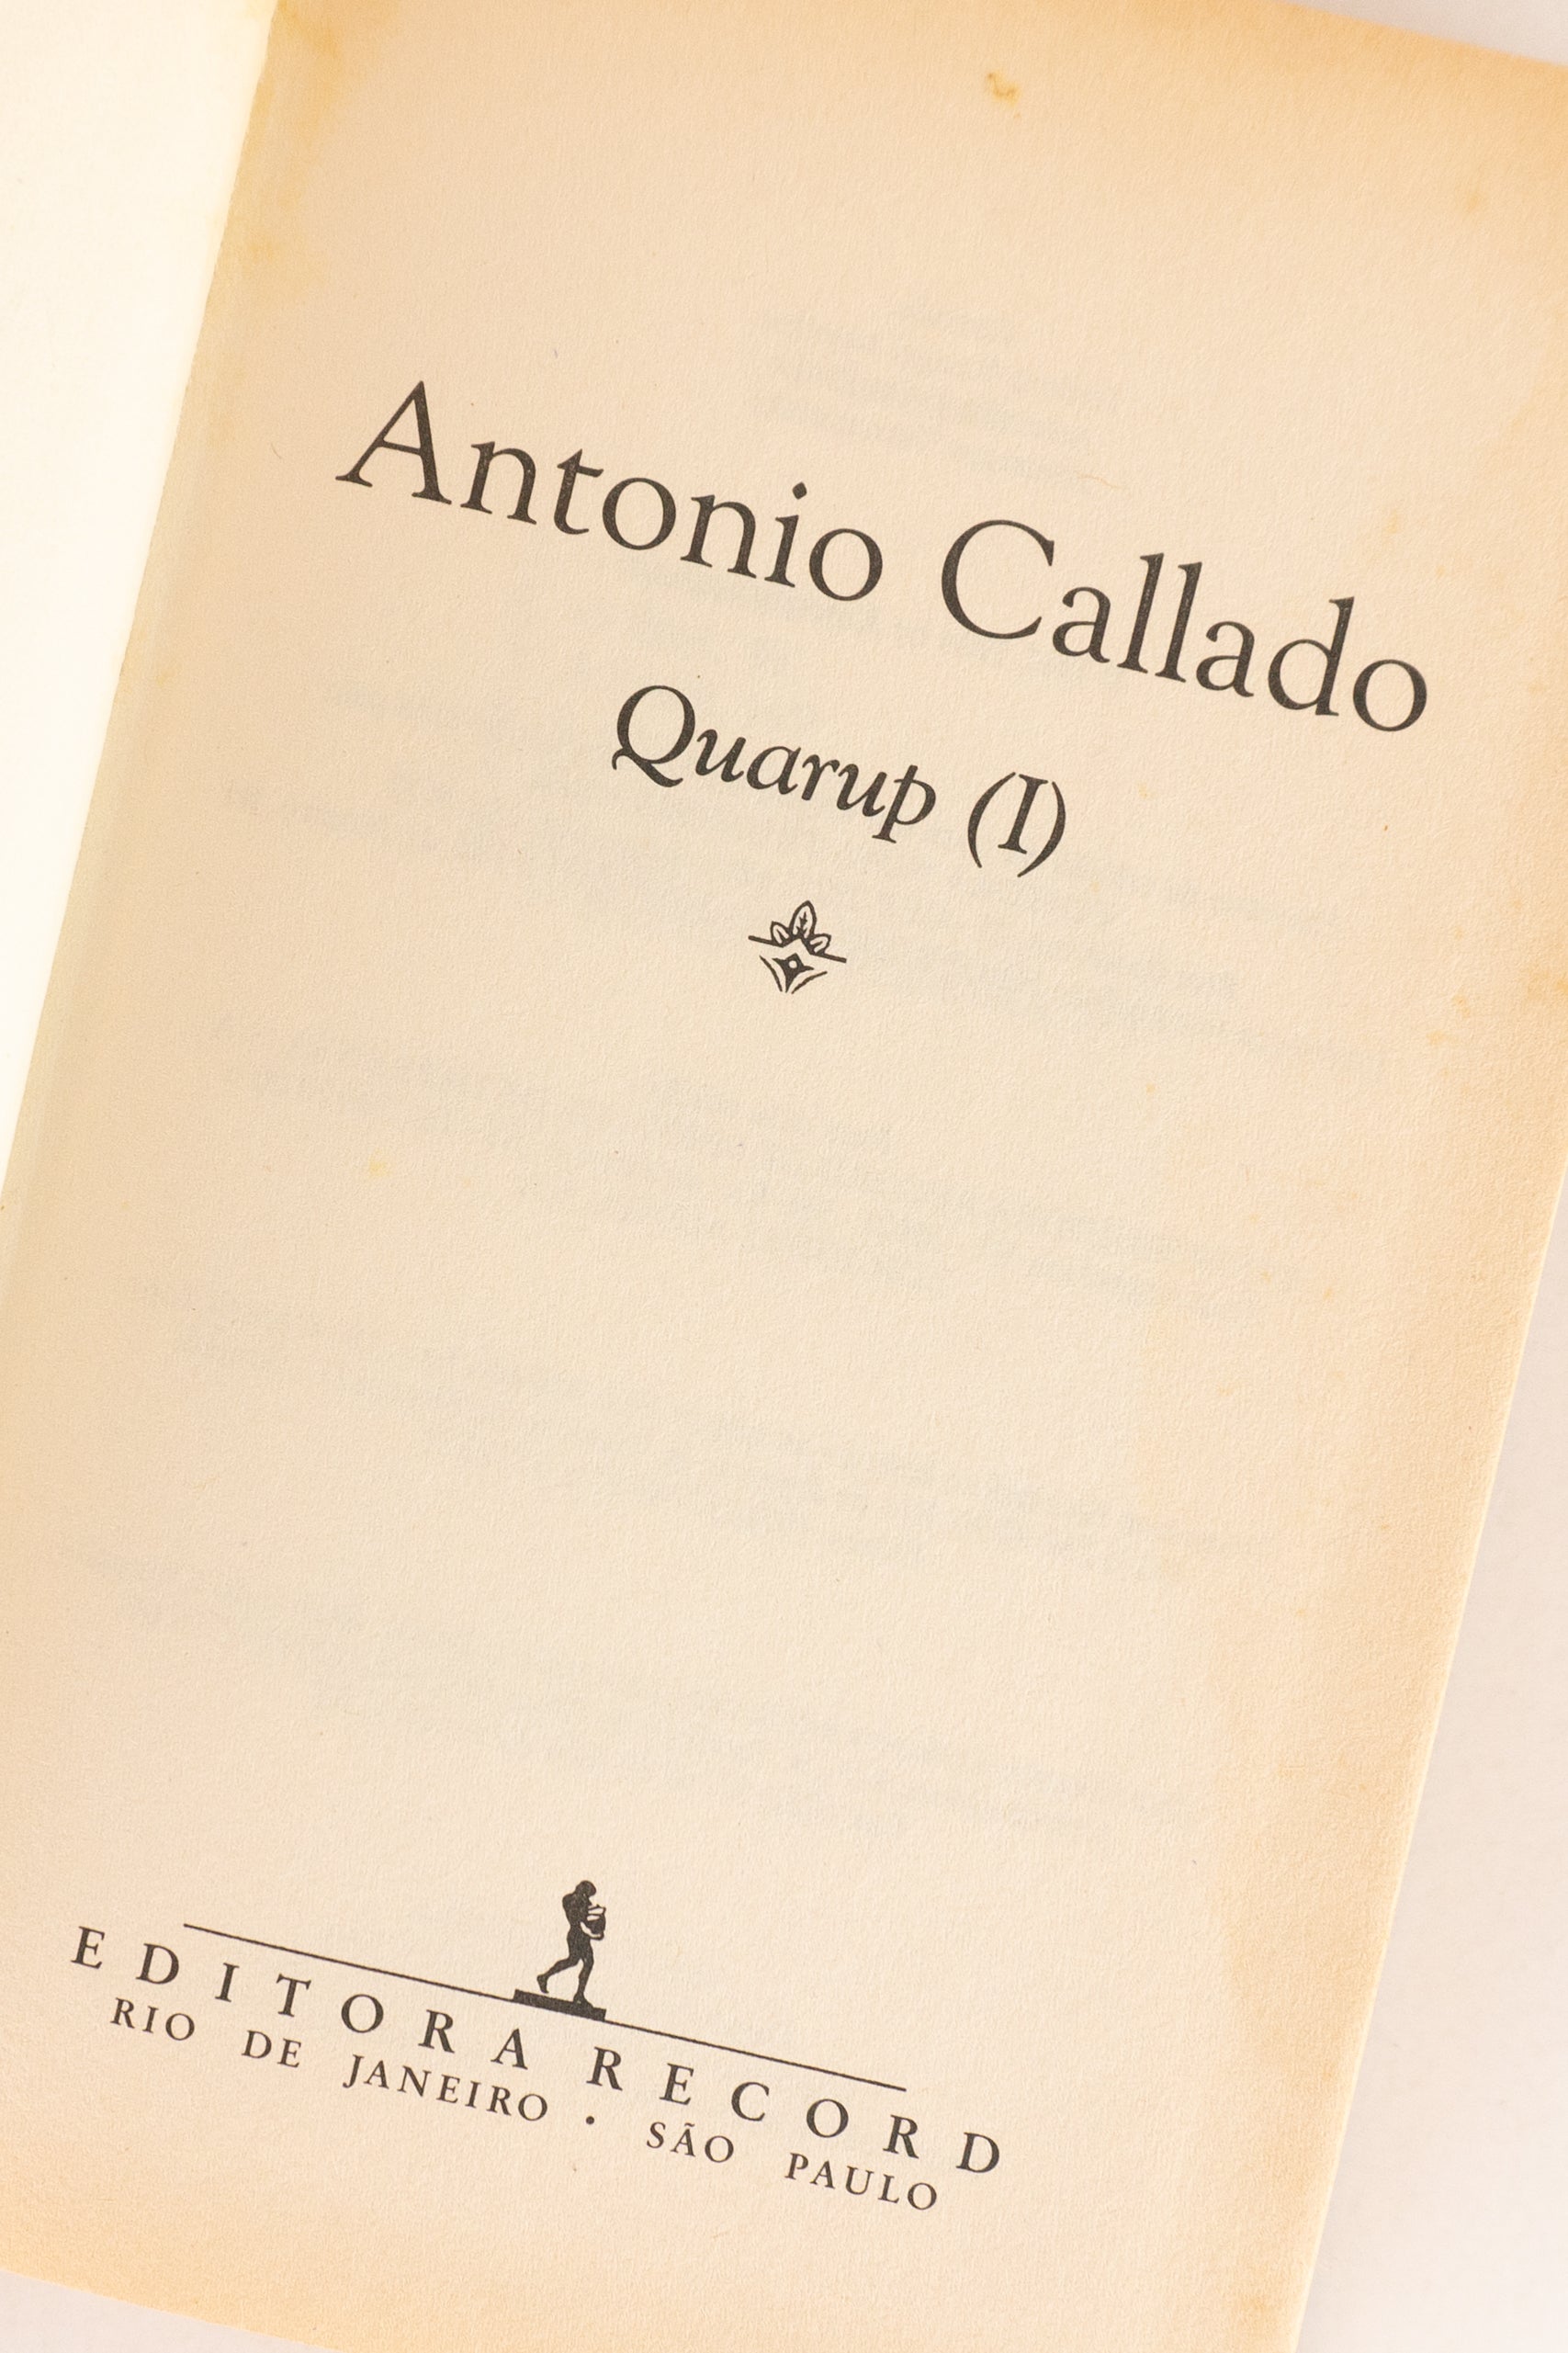 Antonio Callado
Quarup (I)
EDITORA RECORD
RIO DE JANEIRO · SÃO PAULO